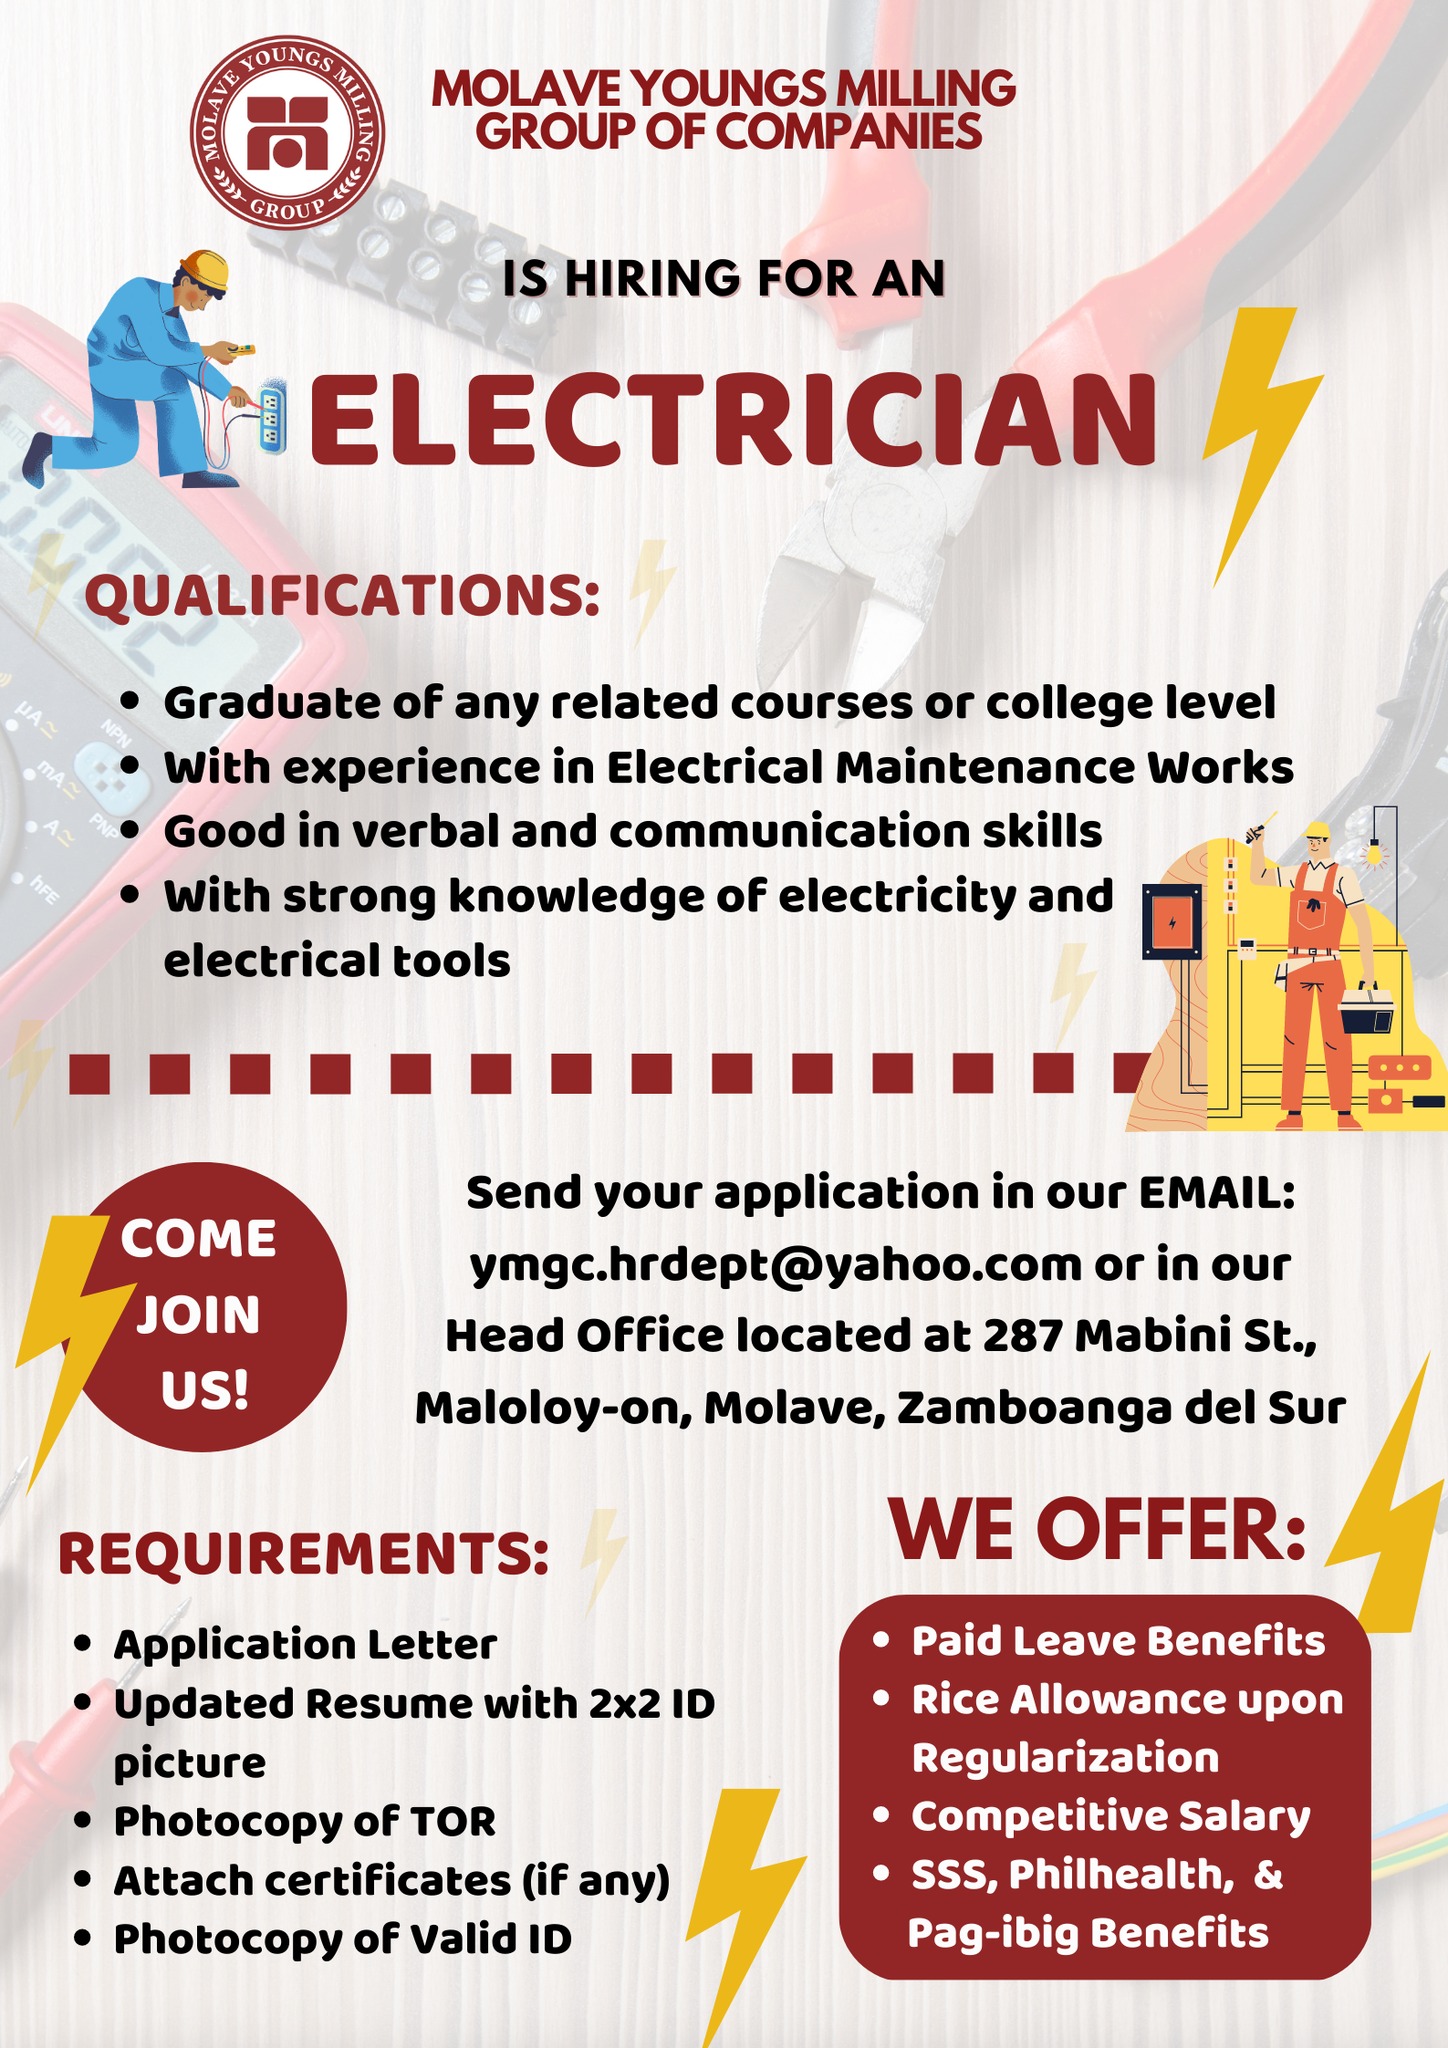 MOLAVE YOUNGS MILLING
GROUP
MOLAVE YOUNGS MILLING
GROUP OF COMPANIES
IS HIRING FOR AN
ELECTRICIAN
QUALIFICATIONS:
• Graduate of any related courses or college level
• With experience in Electrical Maintenance Works
• Good in verbal and communication skills
• With strong knowledge of electricity and
electrical tools
µA
mA
A
hFE
NPN
PNP
COME
JOIN
US!
Send your application in our EMAIL:
ymgc.hrdept@yahoo.com or in our
Head Office located at 287 Mabini St.,
Maloloy-on, Molave, Zamboanga del Sur
REQUIREMENTS:
• Application Letter
• Updated Resume with 2x2 ID
picture
• Photocopy of TOR
• Attach certificates (if any)
• Photocopy of Valid ID
WE OFFER:
• Paid Leave Benefits
• Rice Allowance upon
Regularization
• Competitive Salary
• SSS, Philhealth, &
Pag-ibig Benefits